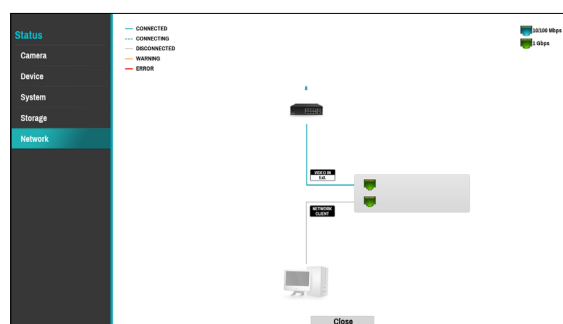 Status
Camera
Device
System
Storage
Network
CONNECTED
CONNECTING
DISCONNECTED
WARNING
ERROR
10/100 Mbps
1 Gbps
VIDEO IN
NETWORK
CLIENT
Close